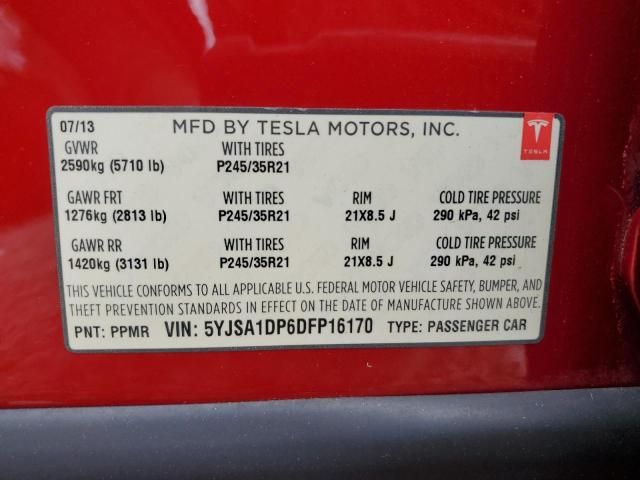 07/13 MFD BY TESLA MOTORS, INC.
GVWR WITH TIRES
2590kg (5710 lb) P245/35R21
TESLA
GAWR FRT WITH TIRES RIM COLD TIRE PRESSURE
1276kg (2813 lb) P245/35R21 21X8.5 J 290 kPa, 42 psi
GAWR RR WITH TIRES RIM COLD TIRE PRESSURE
1420kg (3131 lb) P245/35R21 21X8.5 J 290 kPa, 42 psi
THIS VEHICLE CONFORMS TO ALL APPLICABLE U.S. FEDERAL MOTOR VEHICLE SAFETY, BUMPER, AND
THEFT PREVENTION STANDARDS IN EFFECT ON THE DATE OF MANUFACTURE SHOWN ABOVE.
PNT: PPMR VIN: 5YJSA1DP6DFP16170 TYPE: PASSENGER CAR